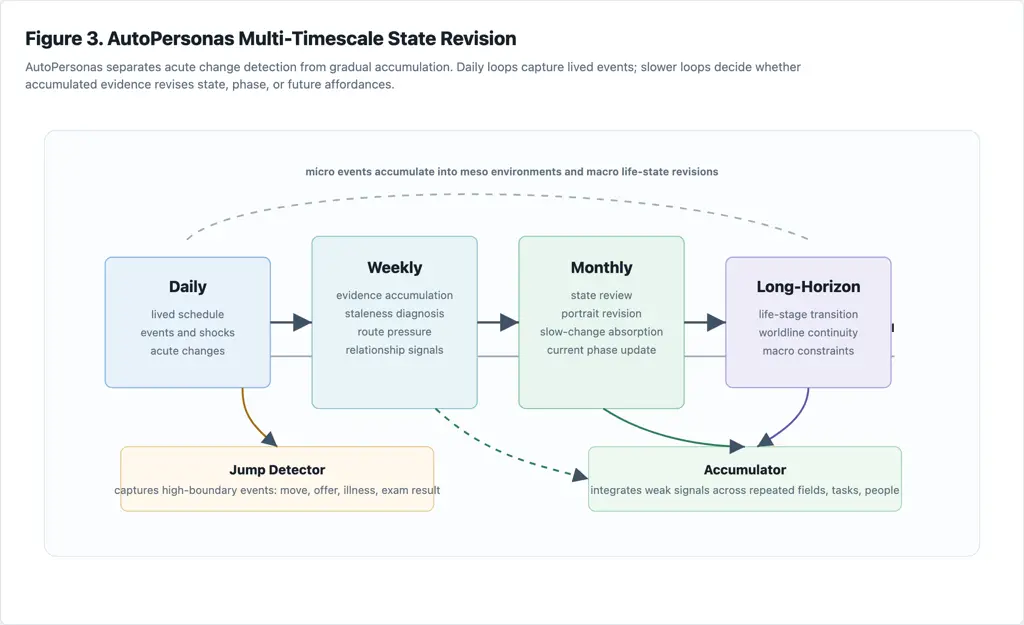 Figure 3. AutoPersonas Multi-Timescale State Revision
AutoPersonas separates acute change detection from gradual accumulation. Daily loops capture lived events; slower loops decide whether
accumulated evidence revises state, phase, or future affordances.
micro events accumulate into meso environments and macro life-state revisions
Daily
lived schedule
events and shocks
acute changes
Weekly
evidence accumulation
staleness diagnosis
route pressure
relationship signals
Monthly
state review
portrait revision
slow-change absorption
current phase update
Long-Horizon
life-stage transition
worldline continuity
macro constraints
Jump Detector
captures high-boundary events: move, offer, illness, exam result
Accumulator
integrates weak signals across repeated fields, tasks, people